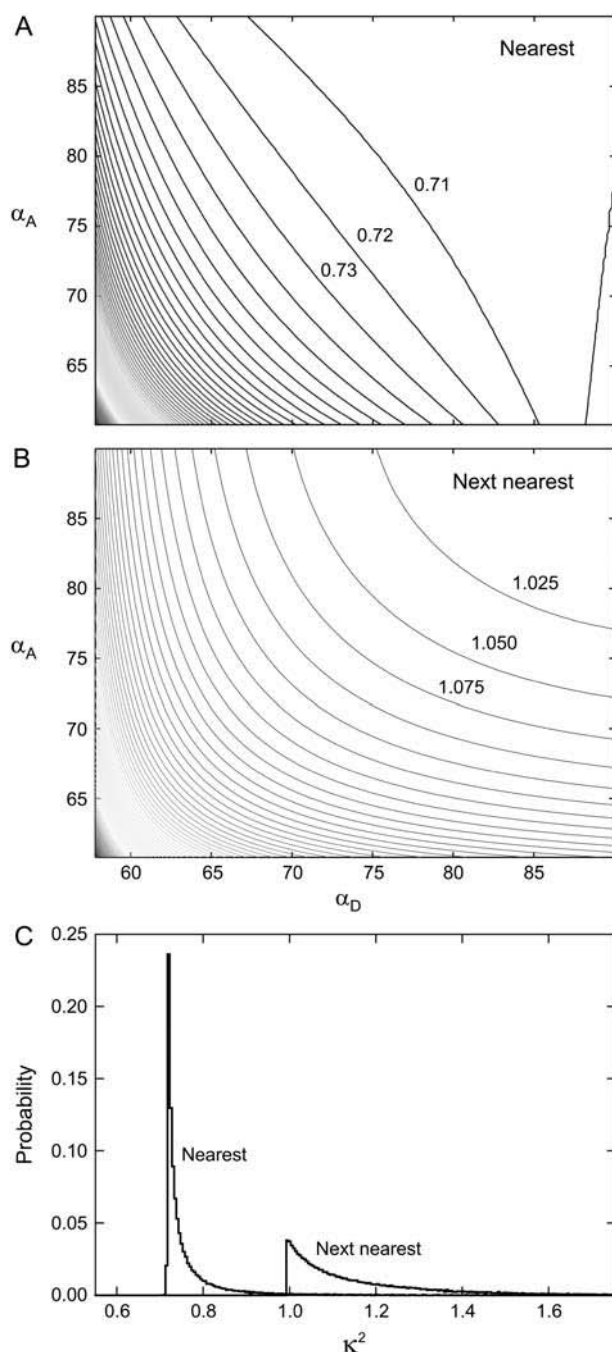 A
Nearest
85
80
α_A
75
70
65
0.71
0.72
0.73
B
Next nearest
85
80
α_A
75
70
65
1.025
1.050
1.075
60 65 70 75 80 85
α_D
C
0.25
0.20
0.15
0.10
0.05
0.00
Probability
Nearest
Next nearest
0.6 0.8 1.0 1.2 1.4 1.6
κ²